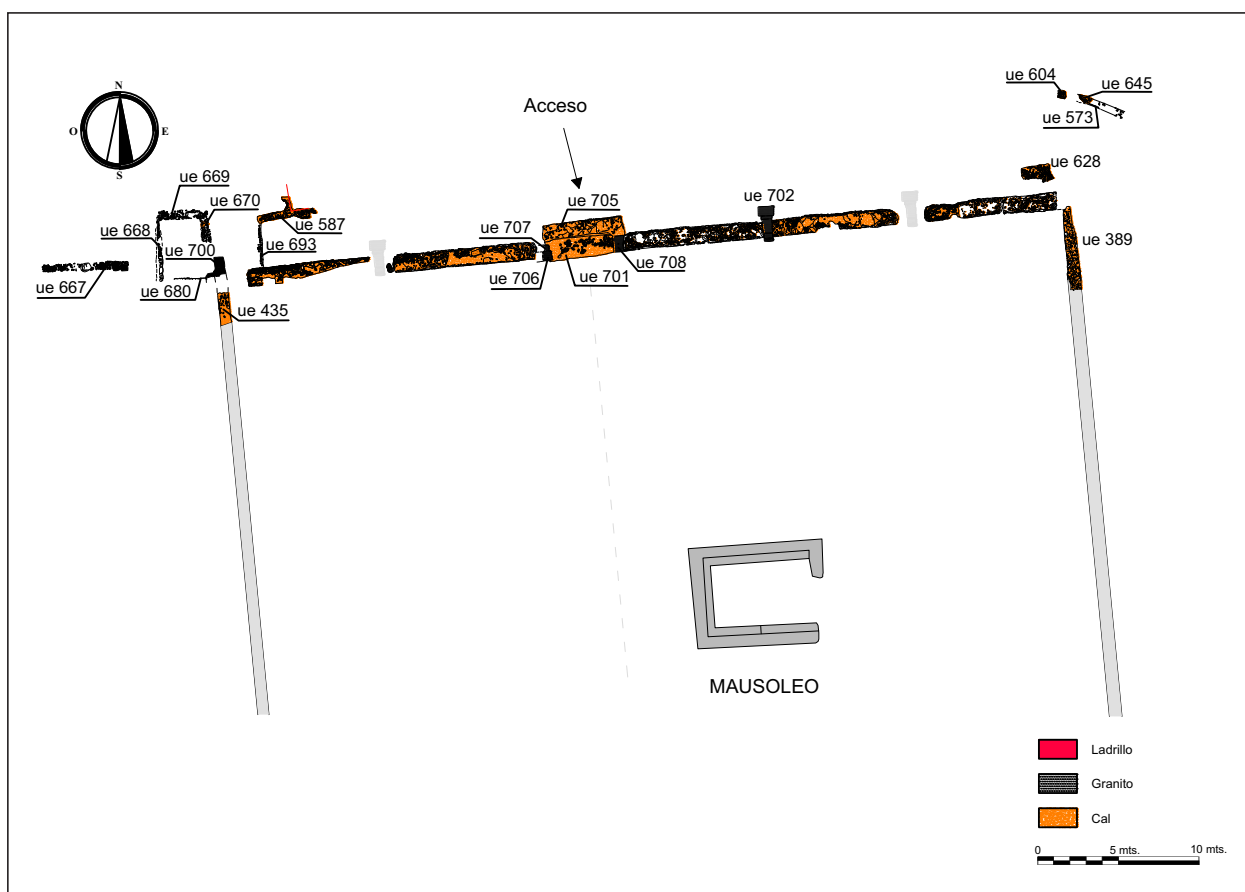 ue 604
ue 645
ue 573
N
O
E
S
Acceso
ue 628
ue 669
ue 670
ue 705
ue 702
ue 587
ue 707
ue 668
ue 700
ue 693
ue 389
ue 708
ue 706
ue 701
ue 667
ue 680
ue 435
MAUSOLEO
Ladrillo
Granito
Cal
0
5 mts.
10 mts.